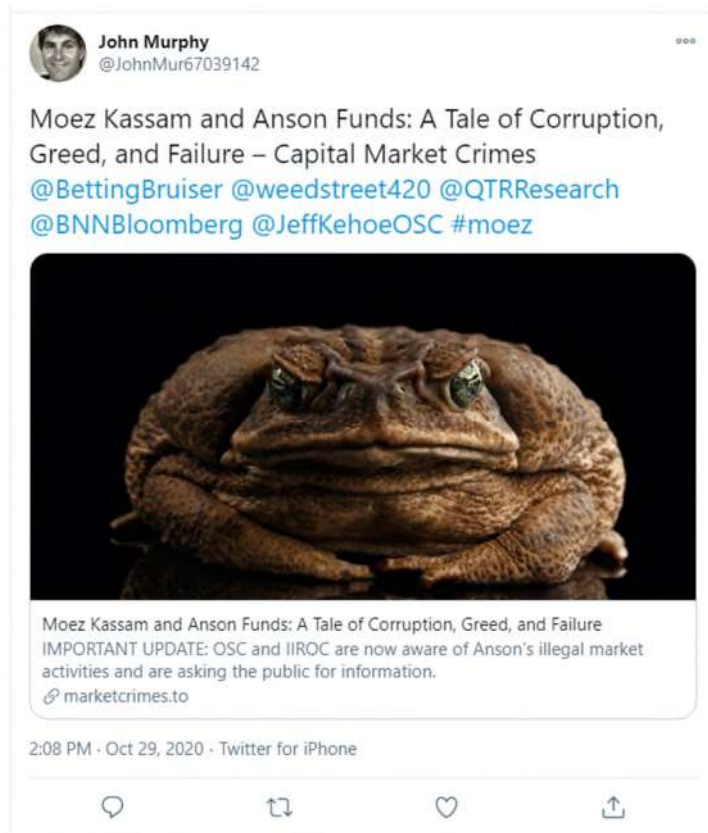 John Murphy
@JohnMur67039142
Moez Kassam and Anson Funds: A Tale of Corruption,
Greed, and Failure – Capital Market Crimes
@BettingBruiser @weedstreet420 @QTRResearch
@BNNBloomberg @JeffKehoeOSC #moez
Moez Kassam and Anson Funds: A Tale of Corruption, Greed, and Failure
IMPORTANT UPDATE: OSC and IIROC are now aware of Anson's illegal market
activities and are asking the public for information.
marketcrimes.to
2:08 PM · Oct 29, 2020 · Twitter for iPhone